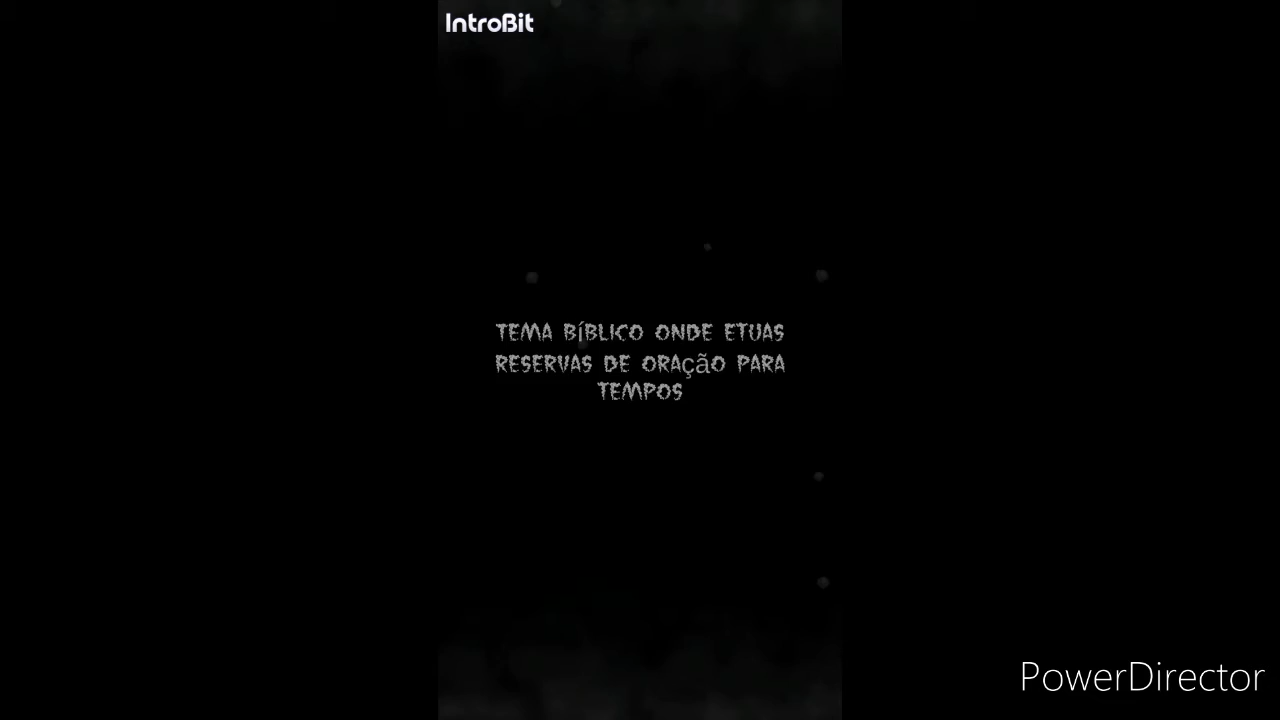 IntroBit
TEMA BÍBLICO ONDE ETUAS
RESERVAS DE ORAÇÃO PARA
TEMPOS
PowerDirector